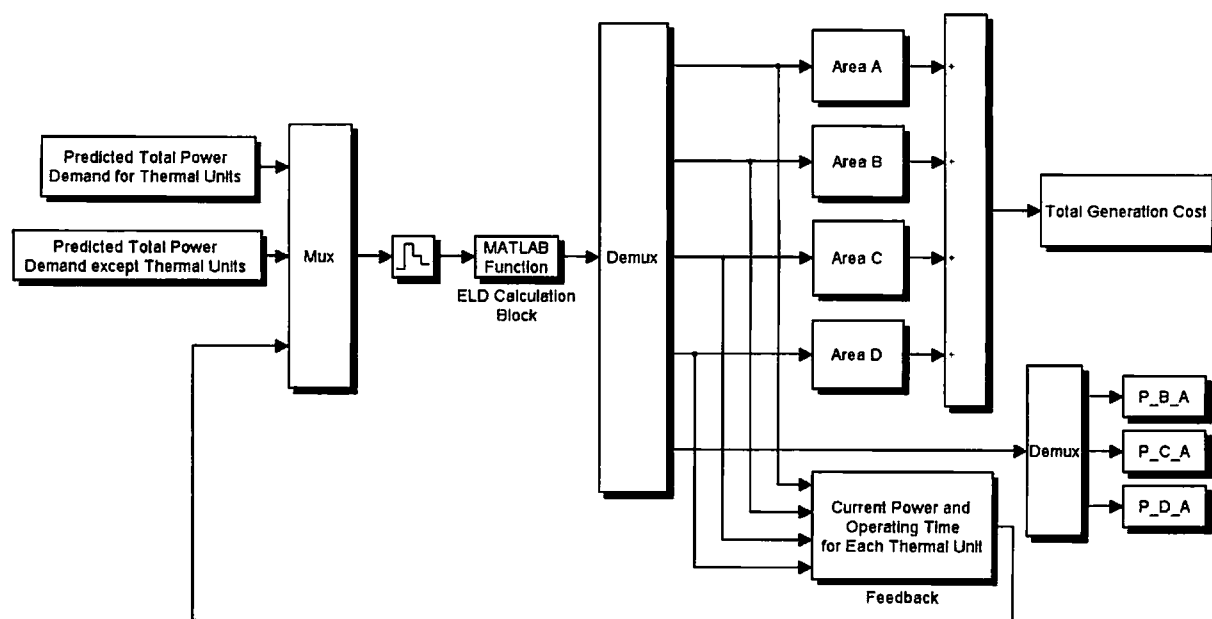 Predicted Total Power
Demand for Thermal Units
Predicted Total Power
Demand except Thermal Units
Mux
MATLAB
Function
ELD Calculation
Block
Demux
Area A
Area B
Area C
Area D
+
+
+
+
Total Generation Cost
Demux
P_B_A
P_C_A
P_D_A
Current Power and
Operating Time
for Each Thermal Unit
Feedback